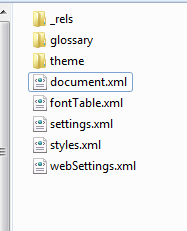 _rels
glossary
theme
document.xml
fontTable.xml
settings.xml
styles.xml
webSettings.xml